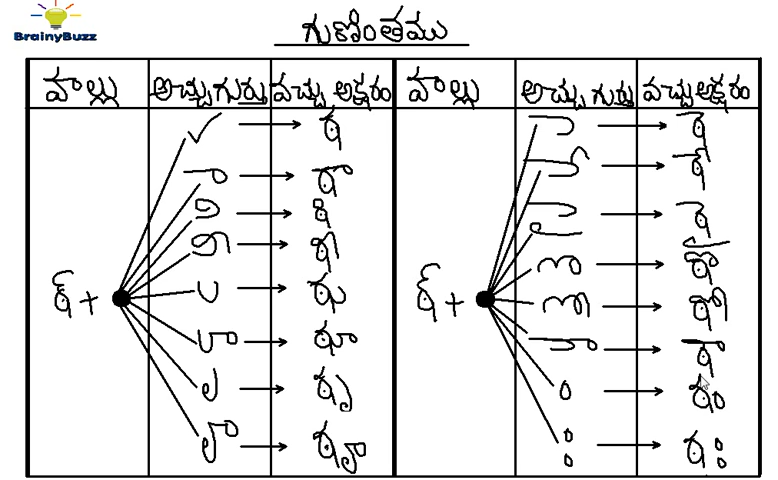 BrainyBuzz
గుణింతము
హల్లు అచ్చు గుర్తు వచ్చు అక్షరం హల్లు అచ్చు గుర్తు వచ్చు అక్షరం
థ్ +
✓ → థ
ా → థా
ి → థి
ీ → థీ
ు → థు
ూ → థూ
ృ → థృ
ౄ → థౄ
థ్ +
ె → థె
ే → థే
ై → థై
ొ → థొ
ో → థో
ౌ → థౌ
ం → థం
ః → థః